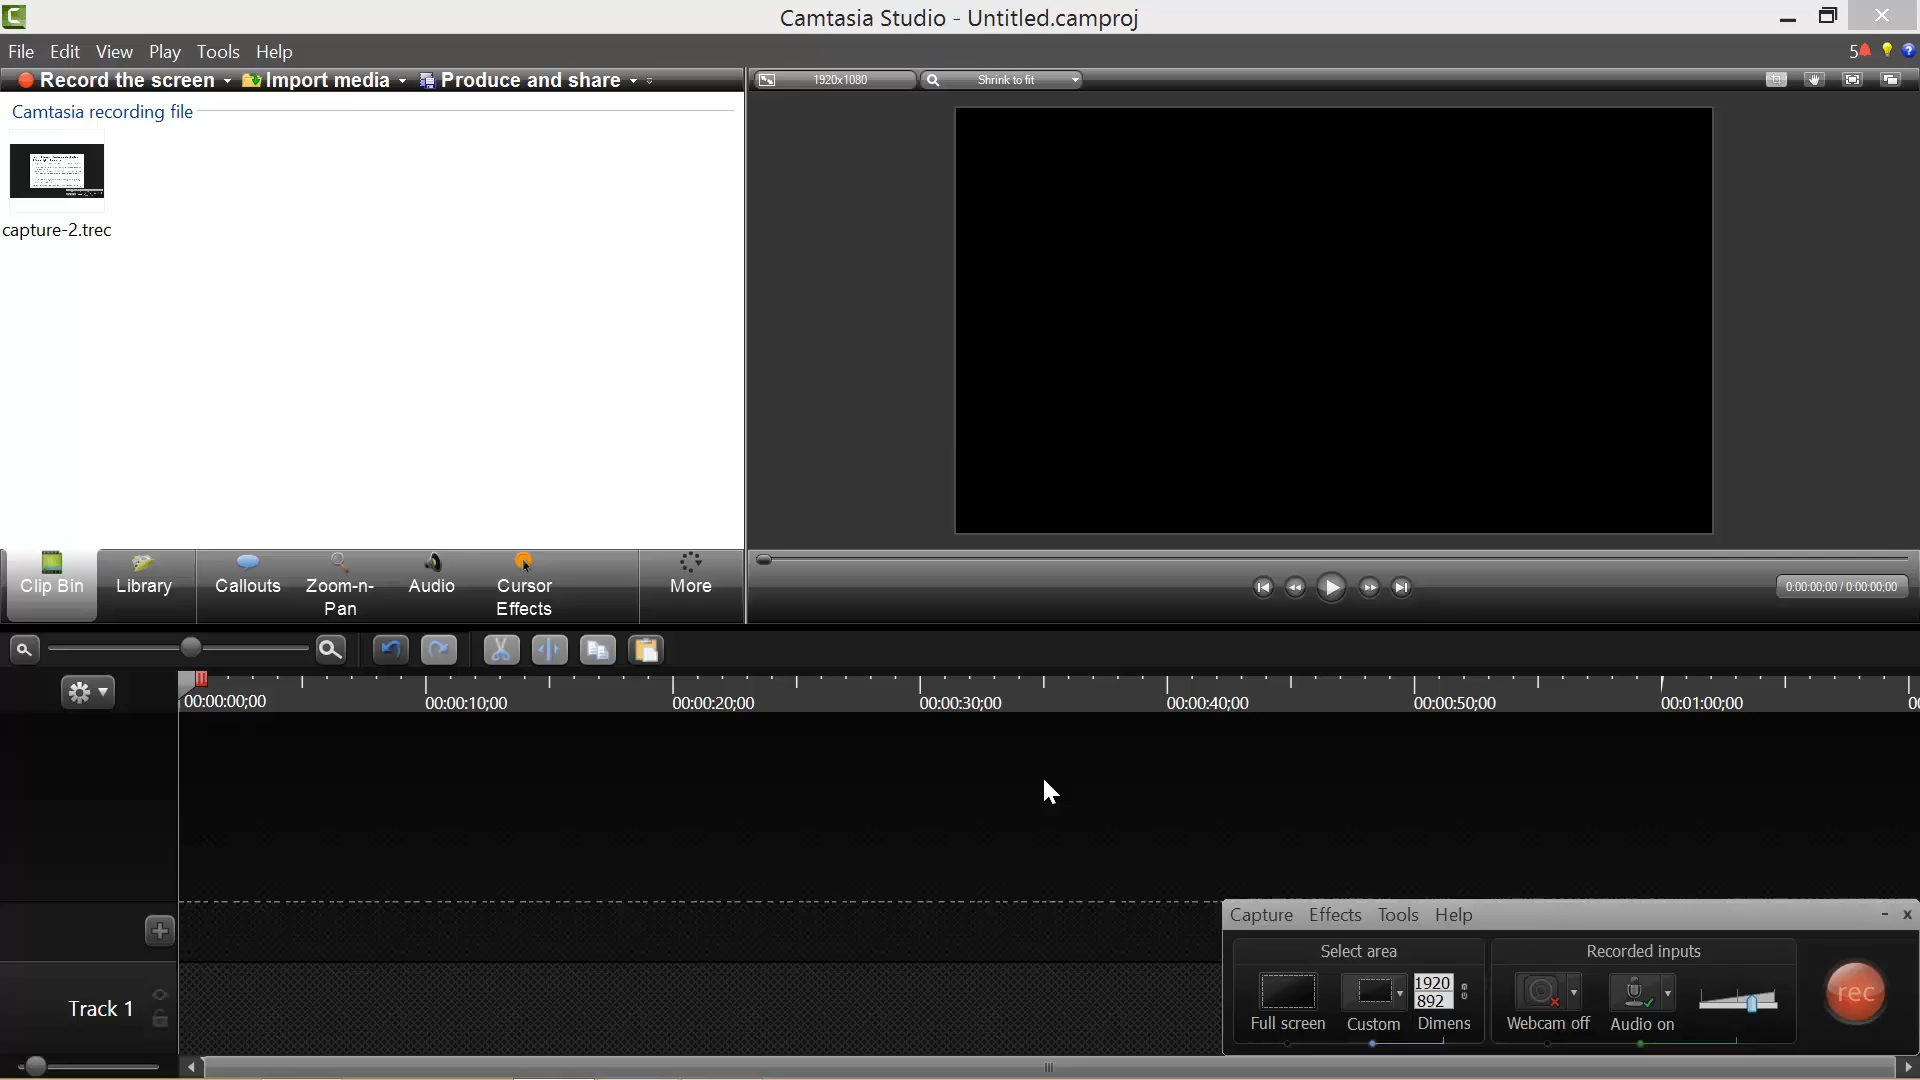 Camtasia Studio - Untitled.camproj
File Edit View Play Tools Help
5
Record the screen Import media Produce and share
1920x1080 Shrink to fit
Camtasia recording file
capture-2.trec
Clip Bin Library Callouts Zoom-n-Pan Audio Cursor Effects More
0:00:00;00 / 0:00:00;00
00:00:00;00 00:00:10;00 00:00:20;00 00:00:30;00 00:00:40;00 00:00:50;00 00:01:00;00
Track 1
Capture Effects Tools Help
Select area Recorded inputs
1920
892
rec
Full screen Custom Dimens Webcam off Audio on